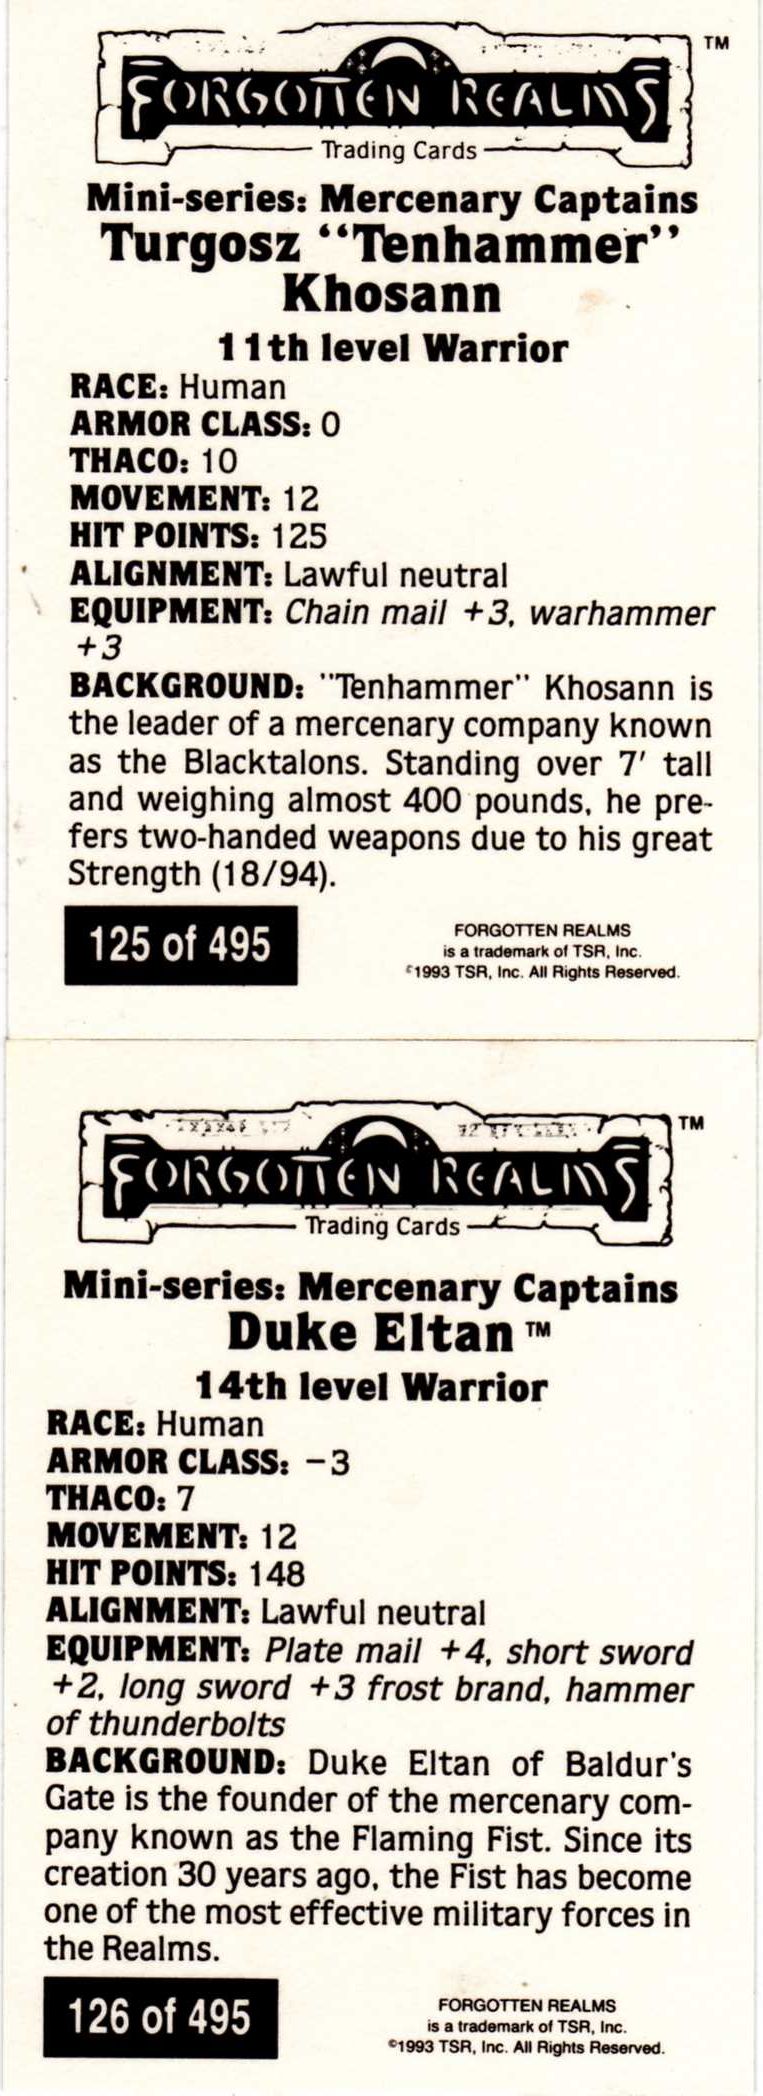 FORGOTTEN REALMS ™
Trading Cards
Mini-series: Mercenary Captains
Turgosz “Tenhammer”
Khosann
11th level Warrior
RACE: Human
ARMOR CLASS: 0
THACO: 10
MOVEMENT: 12
HIT POINTS: 125
ALIGNMENT: Lawful neutral
EQUIPMENT: Chain mail +3, warhammer
+3
BACKGROUND: "Tenhammer" Khosann is
the leader of a mercenary company known
as the Blacktalons. Standing over 7' tall
and weighing almost 400 pounds, he pre-
fers two-handed weapons due to his great
Strength (18/94).
125 of 495
FORGOTTEN REALMS
is a trademark of TSR, Inc.
©1993 TSR, Inc. All Rights Reserved.
FORGOTTEN REALMS ™
Trading Cards
Mini-series: Mercenary Captains
Duke Eltan ™
14th level Warrior
RACE: Human
ARMOR CLASS: −3
THACO: 7
MOVEMENT: 12
HIT POINTS: 148
ALIGNMENT: Lawful neutral
EQUIPMENT: Plate mail +4, short sword
+2, long sword +3 frost brand, hammer
of thunderbolts
BACKGROUND: Duke Eltan of Baldur's
Gate is the founder of the mercenary com-
pany known as the Flaming Fist. Since its
creation 30 years ago, the Fist has become
one of the most effective military forces in
the Realms.
126 of 495
FORGOTTEN REALMS
is a trademark of TSR, Inc.
©1993 TSR, Inc. All Rights Reserved.